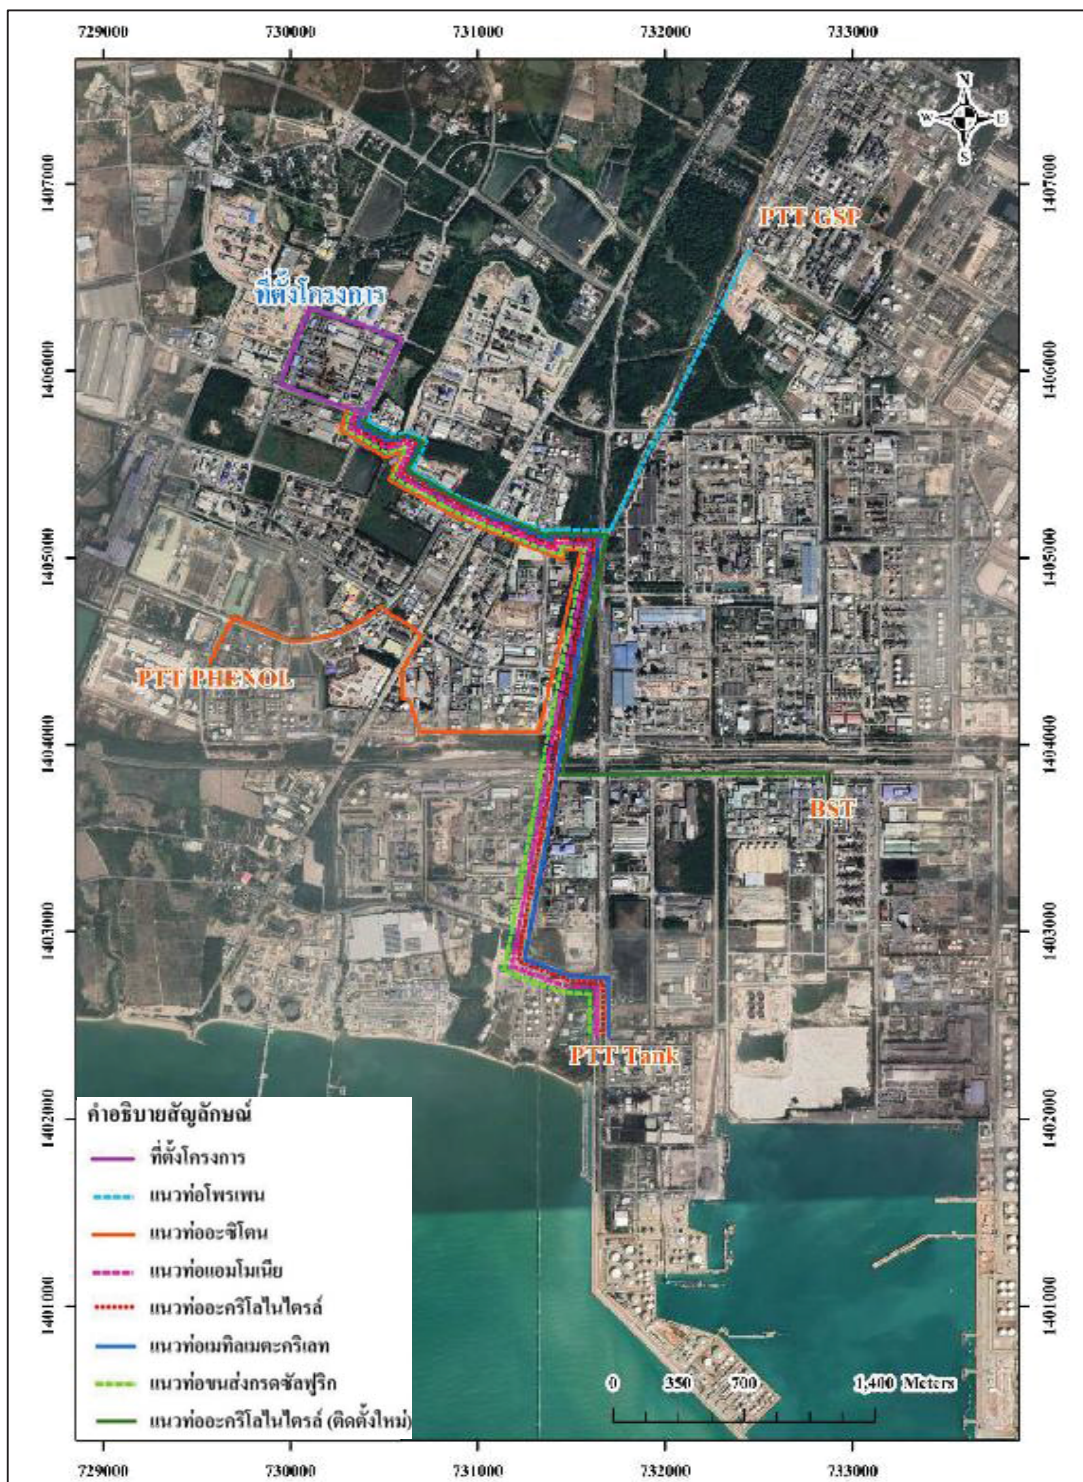 729000 730000 731000 732000 733000
N
W E
S
1407000 1407000
PTT GSP
ที่ตั้งโครงการ
1406000 1406000
1405000 1405000
PTT PHENOL
1404000 1404000
BST
1403000 1403000
PTT Tank
1402000 1402000
คำอธิบายสัญลักษณ์
ที่ตั้งโครงการ
แนวท่อโพรเพน
แนวท่ออะซิโตน
แนวท่อแอมโมเนีย
แนวท่ออะคริโลไนไตรล์
แนวท่อเมทิลเมตะคริเลท
แนวท่อขนส่งกรดซัลฟูริก
แนวท่ออะคริโลไนไตรล์ (ติดตั้งใหม่)
1401000 1401000
0 350 700 1,400 Meters
729000 730000 731000 732000 733000